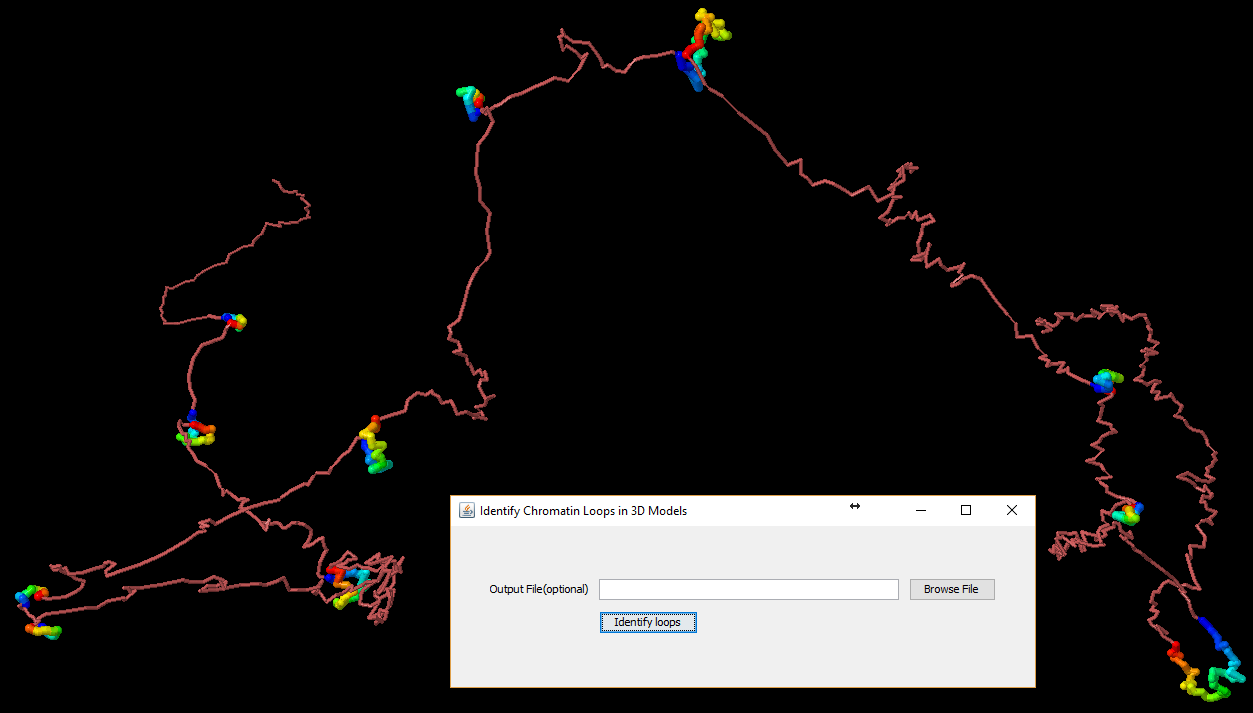 Identify Chromatin Loops in 3D Models
Output File(optional)
Browse File
Identify loops